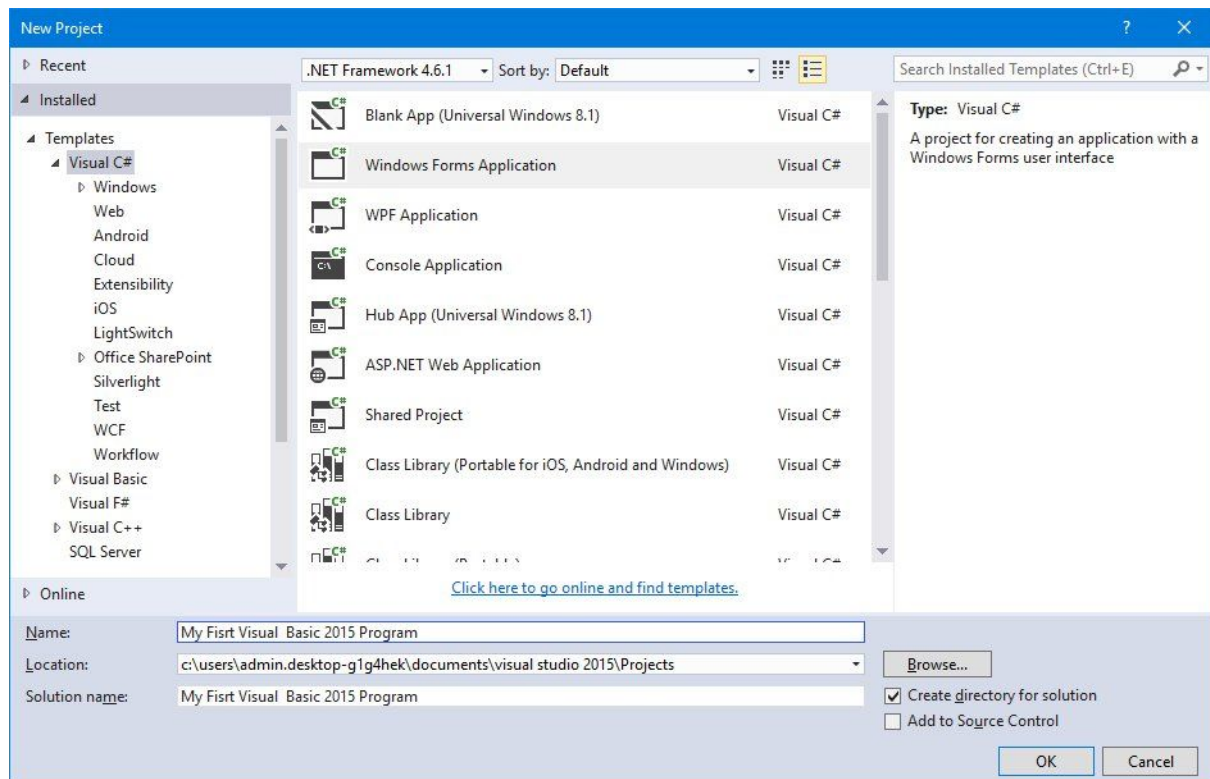 New Project
?
Recent
Installed
Templates
Visual C#
Windows
Web
Android
Cloud
Extensibility
iOS
LightSwitch
Office SharePoint
Silverlight
Test
WCF
Workflow
Visual Basic
Visual F#
Visual C++
SQL Server
Online
.NET Framework 4.6.1 Sort by: Default
Blank App (Universal Windows 8.1) Visual C#
Windows Forms Application Visual C#
WPF Application Visual C#
Console Application Visual C#
Hub App (Universal Windows 8.1) Visual C#
ASP.NET Web Application Visual C#
Shared Project Visual C#
Class Library (Portable for iOS, Android and Windows) Visual C#
Class Library Visual C#
Click here to go online and find templates.
Search Installed Templates (Ctrl+E)
Type: Visual C#
A project for creating an application with a
Windows Forms user interface
Name: My Fisrt Visual  Basic 2015 Program
Location: c:\users\admin.desktop-g1g4hek\documents\visual studio 2015\Projects Browse...
Solution name: My Fisrt Visual  Basic 2015 Program
Create directory for solution
Add to Source Control
OK Cancel